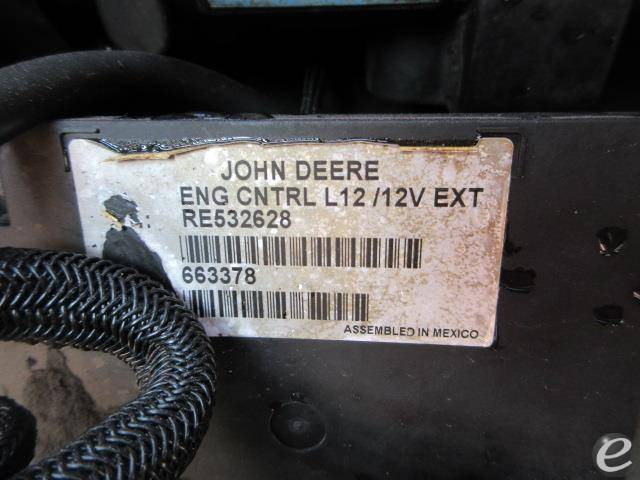 JOHN DEERE
ENG CNTRL L12 /12V EXT
RE532628
663378
ASSEMBLED IN MEXICO
e